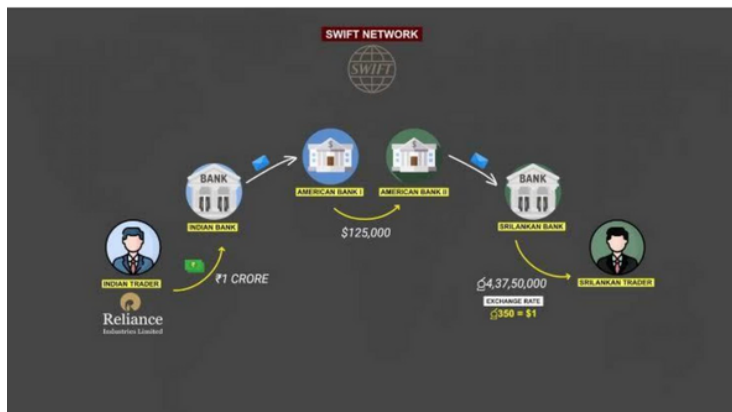 SWIFT NETWORK
SWIFT
BANK
INDIAN BANK
AMERICAN BANK I
AMERICAN BANK II
BANK
SRILANKAN BANK
$125,000
INDIAN TRADER
₹1 CRORE
Reliance
Industries Limited
රු4,37,50,000
EXCHANGE RATE
රු350 = $1
SRILANKAN TRADER